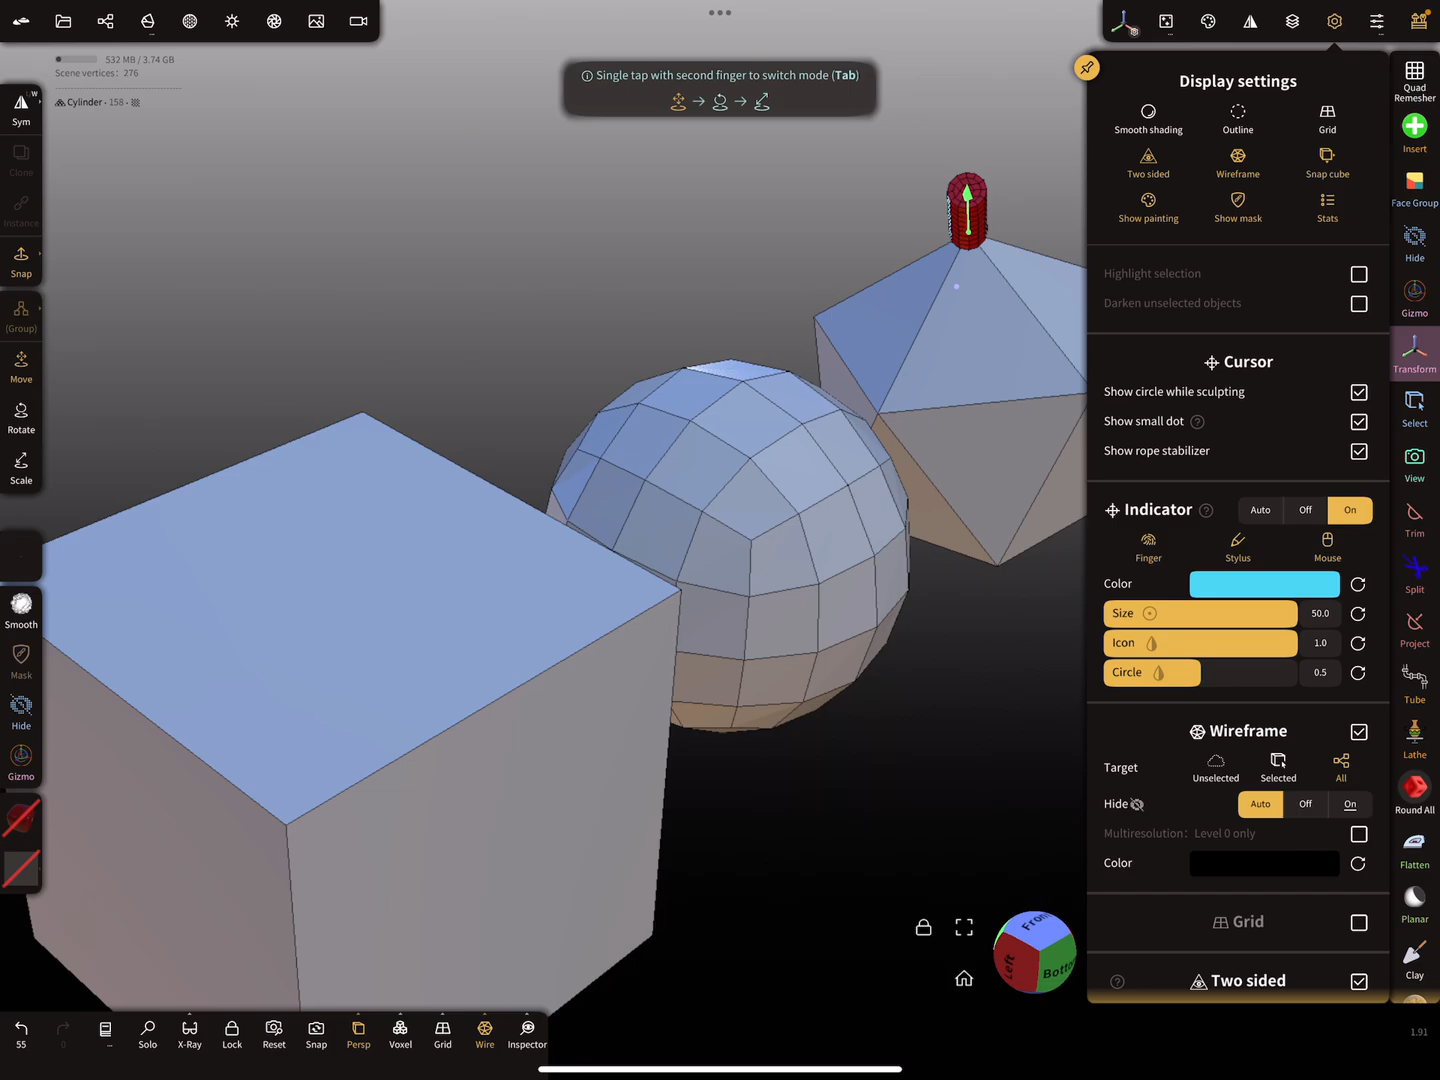 532 MB / 3.74 GB
Scene vertices: 276
Cylinder • 158 •
Single tap with second finger to switch mode (Tab)
Sym
Clone
Instance
Snap
(Group)
Move
Rotate
Scale
Smooth
Mask
Hide
Gizmo
Display settings
Smooth shading
Outline
Grid
Two sided
Wireframe
Snap cube
Show painting
Show mask
Stats
Highlight selection
Darken unselected objects
Cursor
Show circle while sculpting
Show small dot ?
Show rope stabilizer
Indicator ? Auto Off On
Finger
Stylus
Mouse
Color
Size 50.0
Icon 1.0
Circle 0.5
Wireframe
Target Unselected Selected All
Hide Auto Off On
Multiresolution: Level 0 only
Color
Grid
? Two sided
Quad
Remesher
Insert
Face Group
Hide
Gizmo
Transform
Select
View
Trim
Split
Project
Tube
Lathe
Round All
Flatten
Planar
Clay
Front
Left
55
0
...
Solo
X-Ray
Lock
Reset
Snap
Persp
Voxel
Grid
Wire
Inspector
1.91